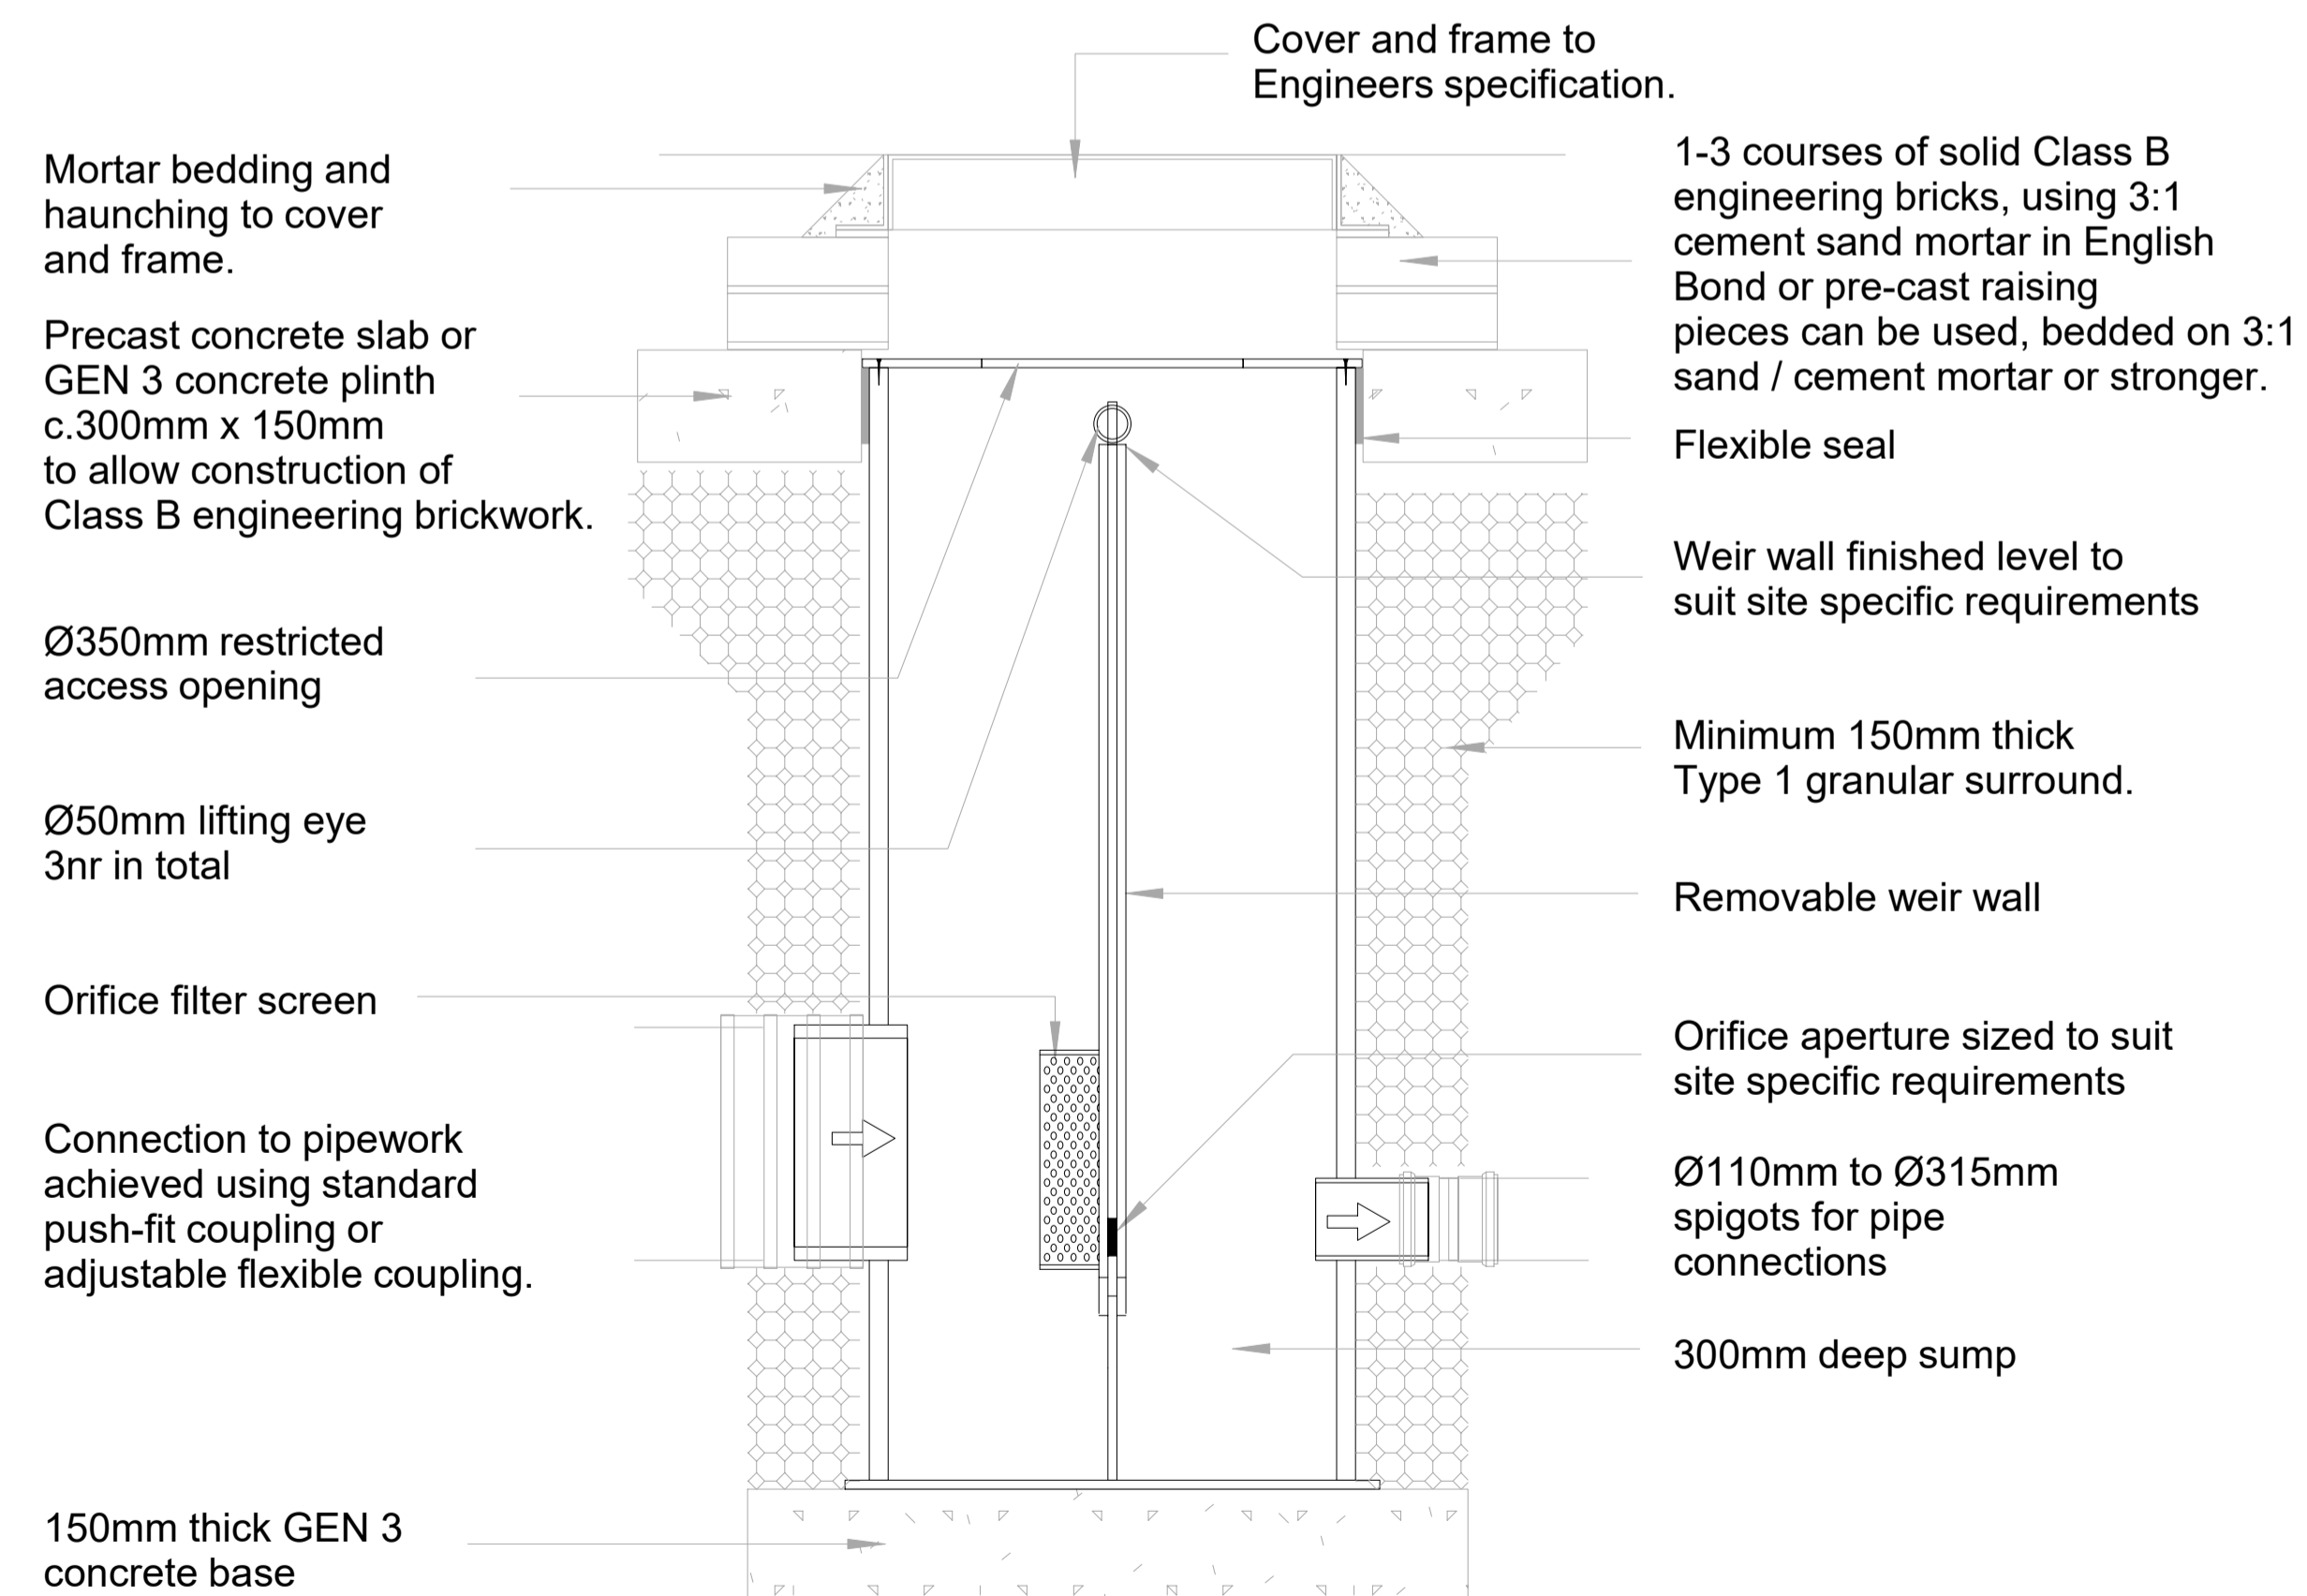 Cover and frame to
Engineers specification.
Mortar bedding and
haunching to cover
and frame.
Precast concrete slab or
GEN 3 concrete plinth
c.300mm x 150mm
to allow construction of
Class B engineering brickwork.
Ø350mm restricted
access opening
Ø50mm lifting eye
3nr in total
Orifice filter screen
Connection to pipework
achieved using standard
push-fit coupling or
adjustable flexible coupling.
150mm thick GEN 3
concrete base
1-3 courses of solid Class B
engineering bricks, using 3:1
cement sand mortar in English
Bond or pre-cast raising
pieces can be used, bedded on 3:1
sand / cement mortar or stronger.
Flexible seal
Weir wall finished level to
suit site specific requirements
Minimum 150mm thick
Type 1 granular surround.
Removable weir wall
Orifice aperture sized to suit
site specific requirements
Ø110mm to Ø315mm
spigots for pipe
connections
300mm deep sump